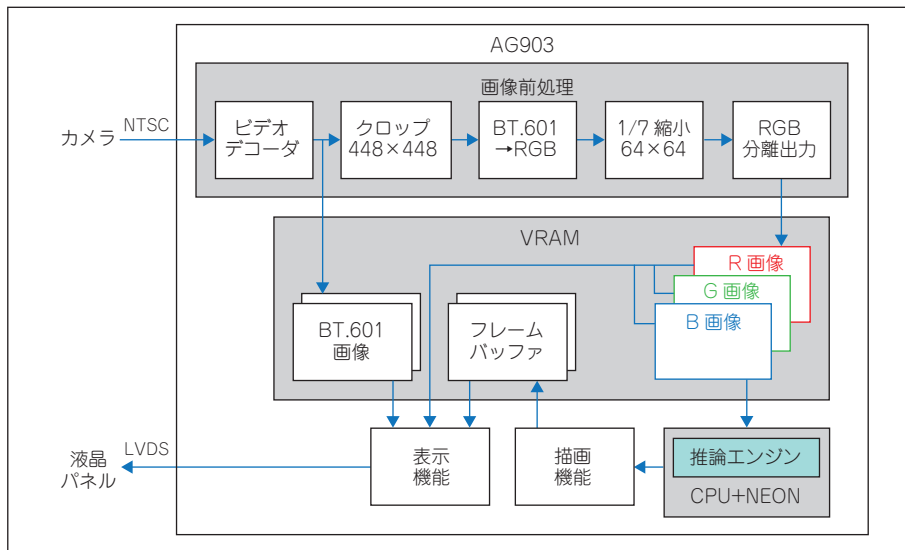 AG903
画像前処理
カメラ
NTSC
ビデオ
デコーダ
クロップ
448×448
BT.601
→RGB
1/7 縮小
64×64
RGB
分離出力
VRAM
R 画像
G 画像
B 画像
BT.601
画像
フレーム
バッファ
液晶
パネル
LVDS
表示
機能
描画
機能
推論エンジン
CPU+NEON